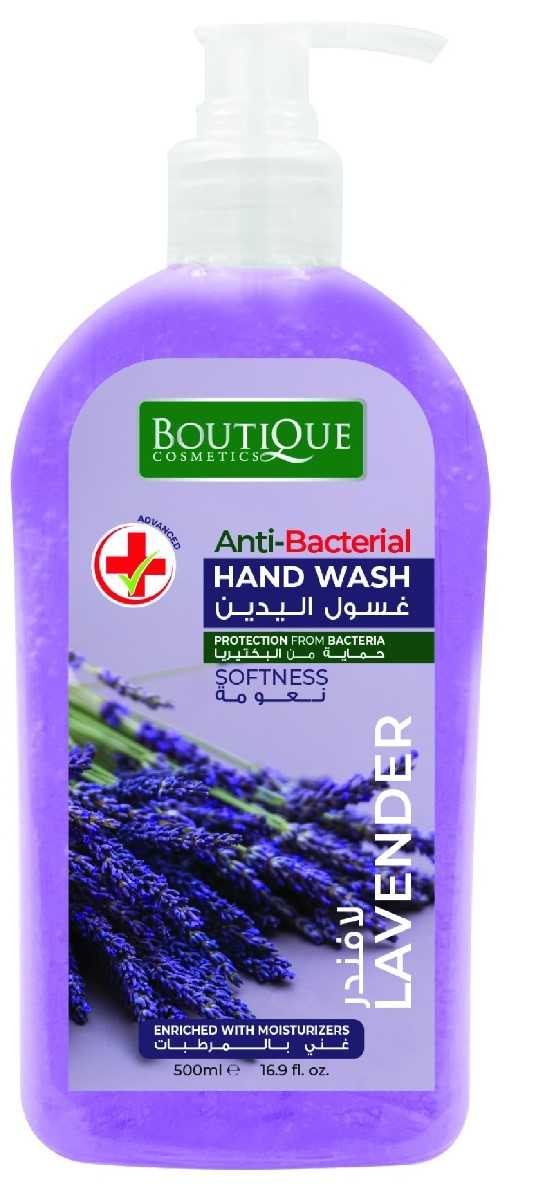 BOUTIQUE
COSMETICS
ADVANCED
Anti-Bacterial
HAND WASH
غسول اليدين
PROTECTION FROM BACTERIA
حماية من البكتيريا
SOFTNESS
نعومة
لافندر
LAVENDER
ENRICHED WITH MOISTURIZERS
غني بالمرطبات
500ml ℮ 16.9 fl. oz.